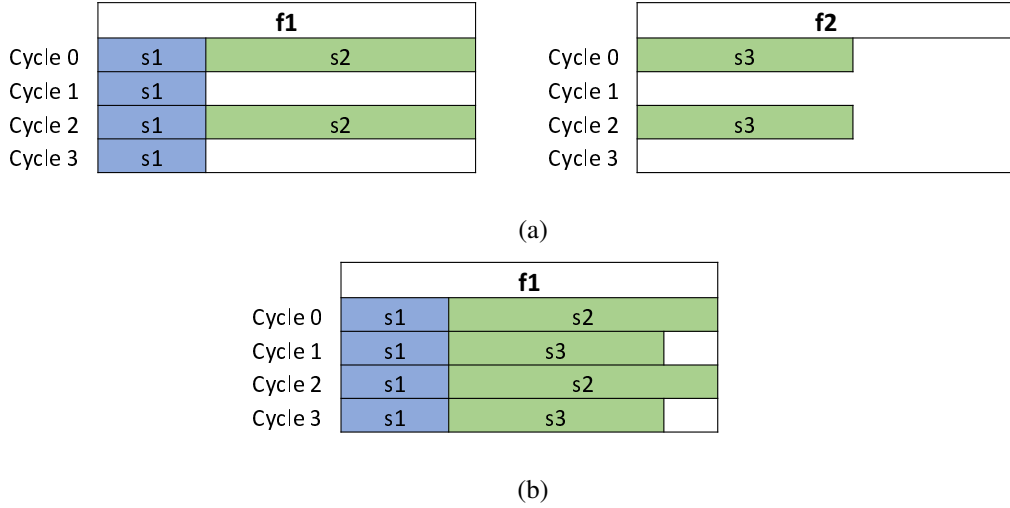 f1 f2
Cycle 0 s1 s2 Cycle 0 s3
Cycle 1 s1 Cycle 1
Cycle 2 s1 s2 Cycle 2 s3
Cycle 3 s1 Cycle 3
(a)
f1
Cycle 0 s1 s2
Cycle 1 s1 s3
Cycle 2 s1 s2
Cycle 3 s1 s3
(b)